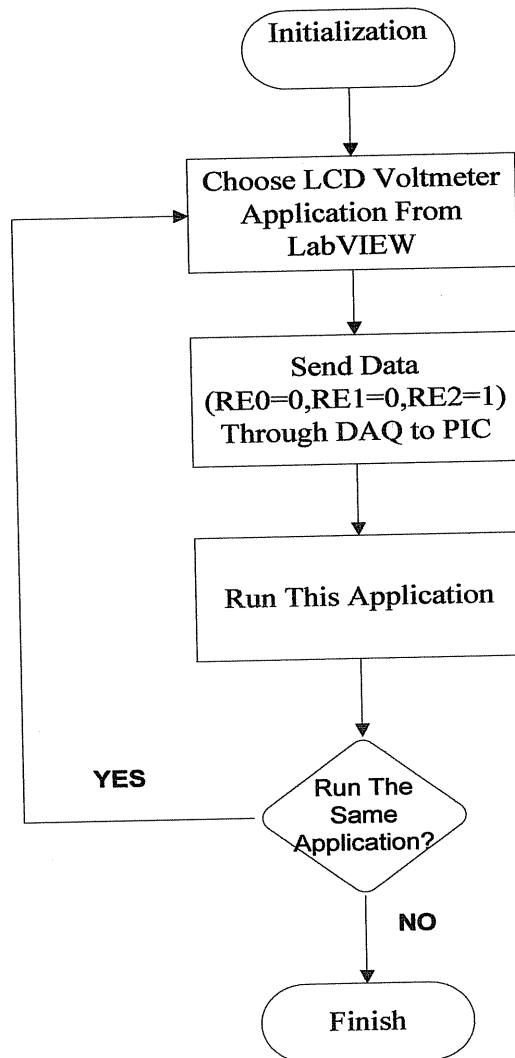 Initialization
Choose LCD Voltmeter
Application From
LabVIEW
Send Data
(RE0=0,RE1=0,RE2=1)
Through DAQ to PIC
Run This Application
YES
Run The
Same
Application?
NO
Finish